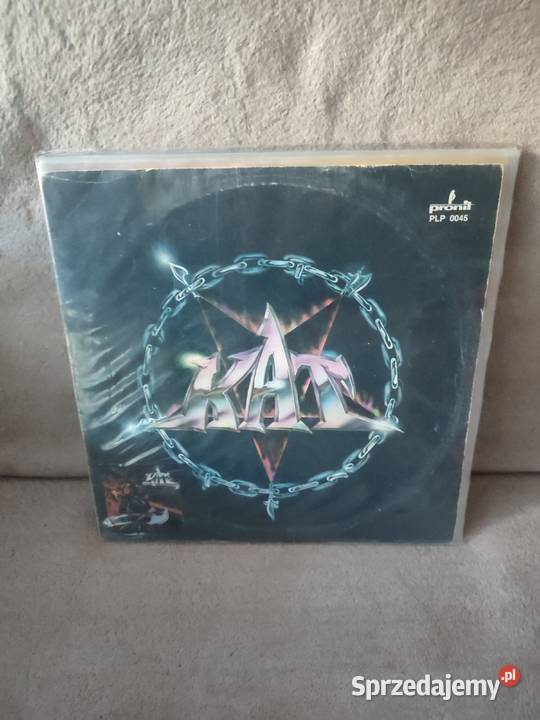 pronit
PLP 0045
KAT
Sprzedajemy.pl